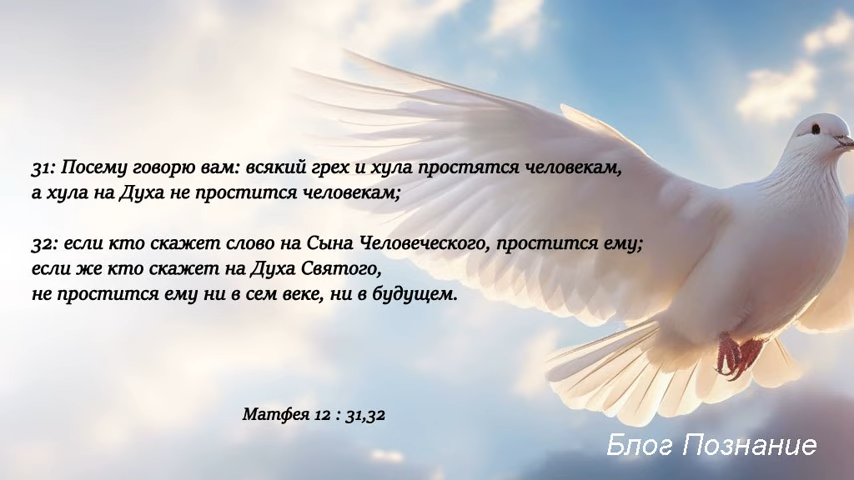 31: Посему говорю вам: всякий грех и хула простятся человекам,
а хула на Духа не простится человекам;
32: если кто скажет слово на Сына Человеческого, простится ему;
если же кто скажет на Духа Святого,
не простится ему ни в сем веке, ни в будущем.
Матфея 12 : 31,32
Блог Познание